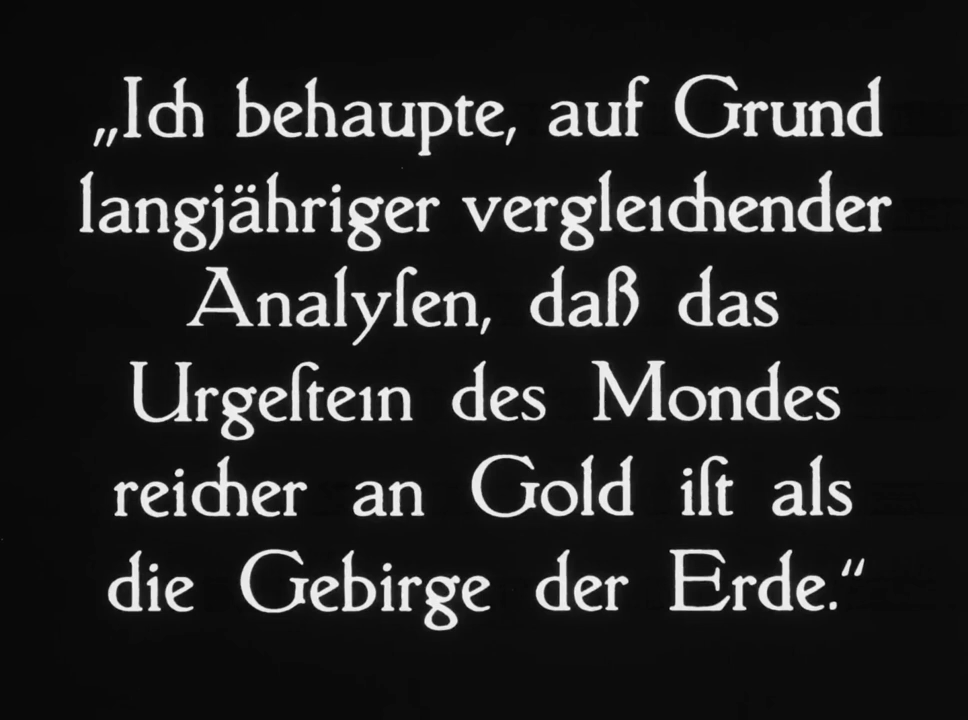 „Ich behaupte, auf Grund
langjähriger vergleichender
Analyſen, daß das
Urgeſtein des Mondes
reicher an Gold iſt als
die Gebirge der Erde.“